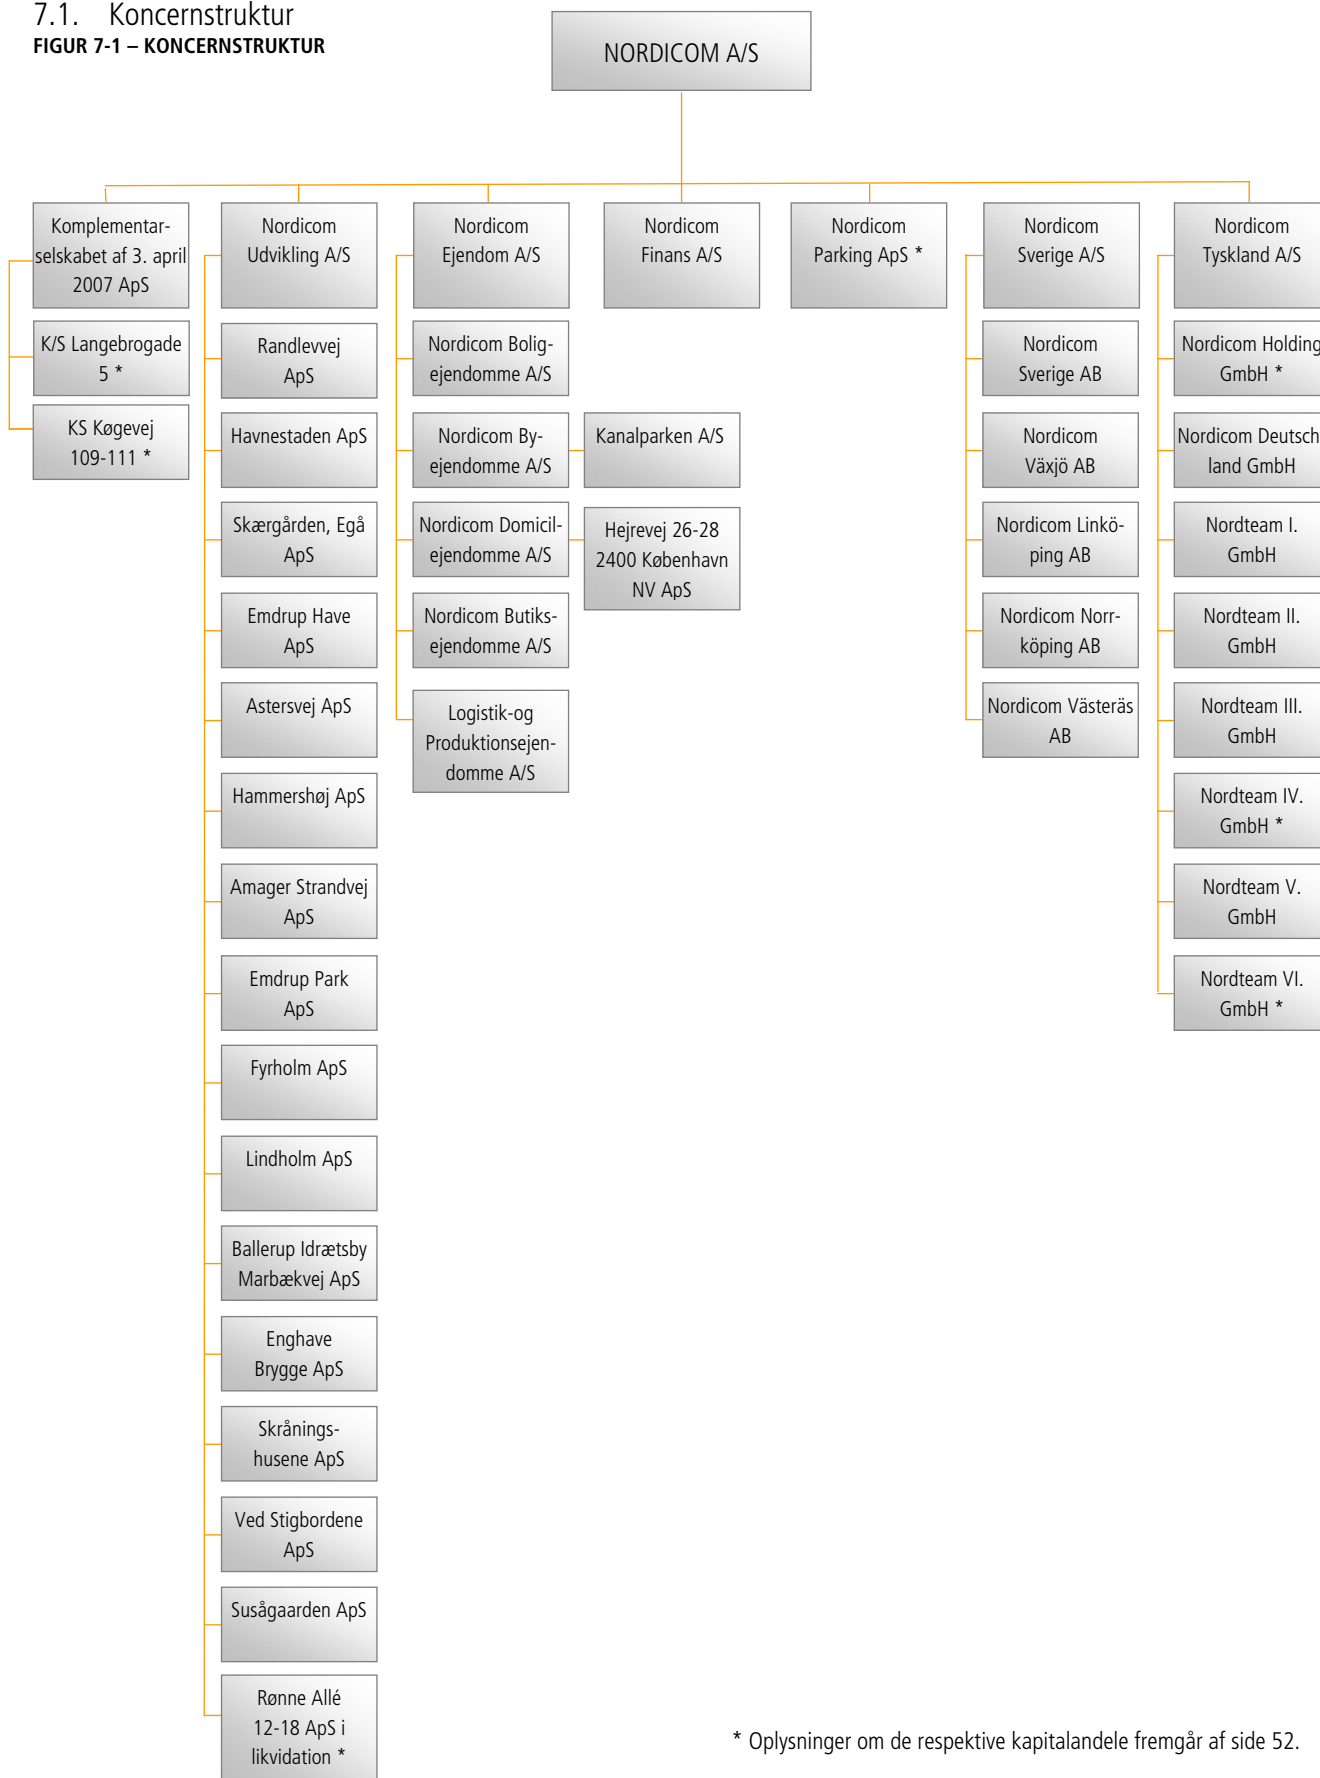 7.1. Koncernstruktur
FIGUR 7-1 – KONCERNSTRUKTUR
NORDICOM A/S
Komplementar-
selskabet af 3. april
2007 ApS
K/S Langebrogade
5 *
KS Køgevej
109-111 *
Nordicom
Udvikling A/S
Randlevvej
ApS
Havnestaden ApS
Skærgården, Egå
ApS
Emdrup Have
ApS
Astersvej ApS
Hammershøj ApS
Amager Strandvej
ApS
Emdrup Park
ApS
Fyrholm ApS
Lindholm ApS
Ballerup Idrætsby
Marbækvej ApS
Enghave
Brygge ApS
Skrånings-
husene ApS
Ved Stigbordene
ApS
Susågaarden ApS
Rønne Allé
12-18 ApS i
likvidation *
Nordicom
Ejendom A/S
Nordicom Bolig-
ejendomme A/S
Nordicom By-
ejendomme A/S
Kanalparken A/S
Nordicom Domicil-
ejendomme A/S
Hejrevej 26-28
2400 København
NV ApS
Nordicom Butiks-
ejendomme A/S
Logistik-og
Produktionsejen-
domme A/S
Nordicom
Finans A/S
Nordicom
Parking ApS *
Nordicom
Sverige A/S
Nordicom
Sverige AB
Nordicom
Växjö AB
Nordicom Linkö-
ping AB
Nordicom Norr-
köping AB
Nordicom Västeräs
AB
Nordicom
Tyskland A/S
Nordicom Holding
GmbH *
Nordicom Deutsch
land GmbH
Nordteam I.
GmbH
Nordteam II.
GmbH
Nordteam III.
GmbH
Nordteam IV.
GmbH *
Nordteam V.
GmbH
Nordteam VI.
GmbH *
* Oplysninger om de respektive kapitalandele fremgår af side 52.